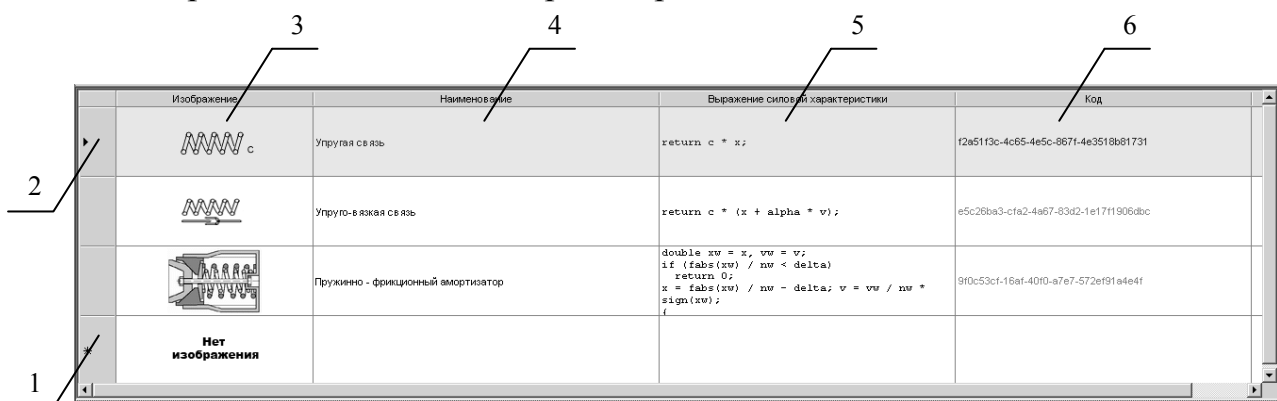 3 4 5 6
Изображение Наименование Выражение силовой характеристики Код
c Упругая связь return c * x; f2a51f3c-4c65-4e5c-867f-4e3518b81731
2
Упруго-вязкая связь return c * (x + alpha * v); e5c26ba3-cfa2-4a67-83d2-1e17f1906dbc
double xw = x, vw = v;
if (fabs(xw) / nw < delta)
return 0;
Пружинно - фрикционный амортизатор 9f0c53cf-16af-40f0-a7e7-572ef91a4e4f
x = fabs(xw) / nw - delta; v = vw / nw *
sign(xw);
{
Нет
* изображения
1